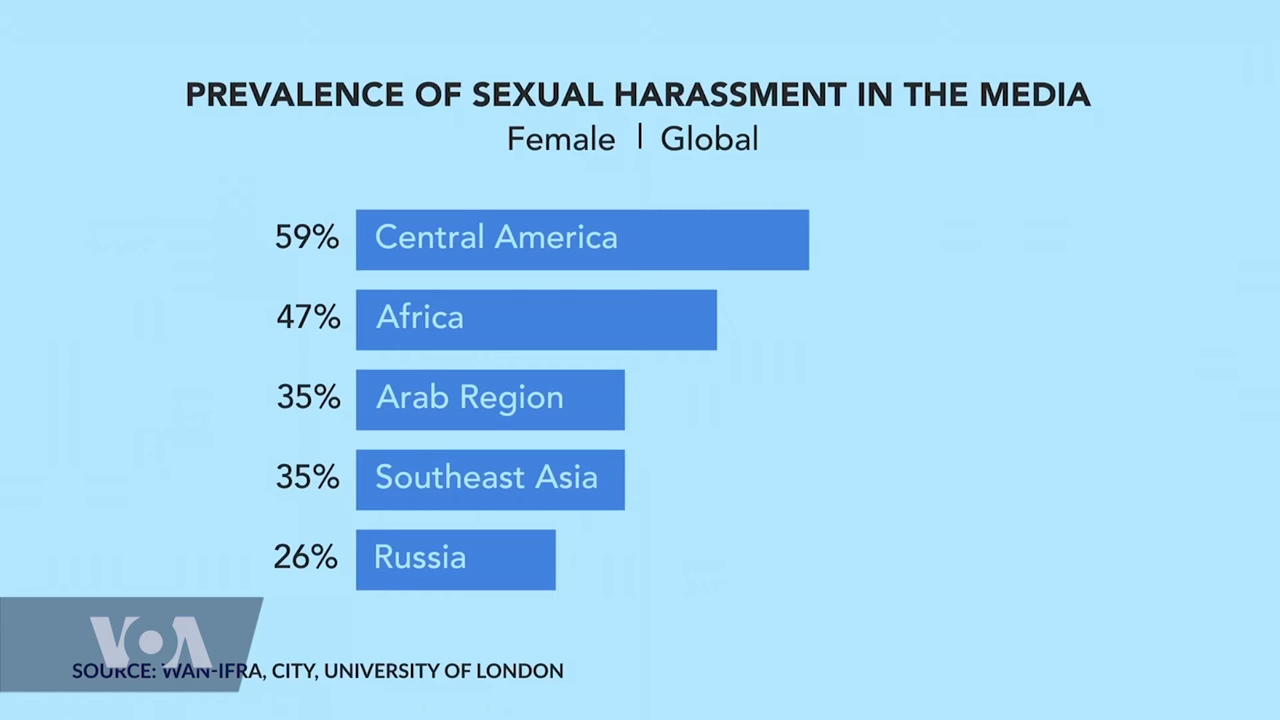 PREVALENCE OF SEXUAL HARASSMENT IN THE MEDIA
Female | Global
59% Central America
47% Africa
35% Arab Region
35% Southeast Asia
26% Russia
VOA
SOURCE: WAN-IFRA, CITY, UNIVERSITY OF LONDON